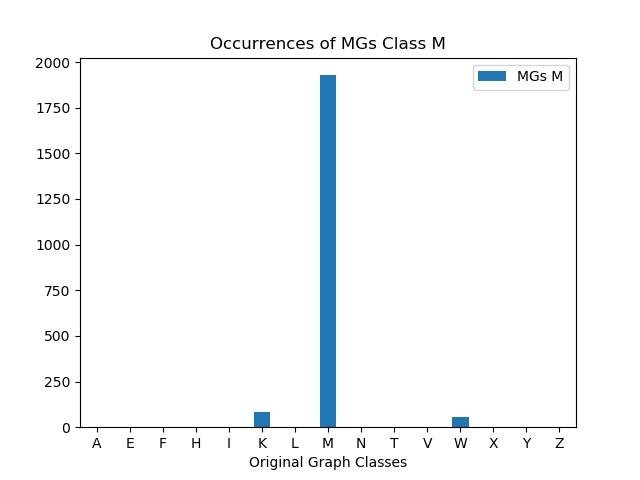 Occurrences of MGs Class M
MGs M
2000
1750
1500
1250
1000
750
500
250
0
A E F H I K L M N T V W X Y Z
Original Graph Classes